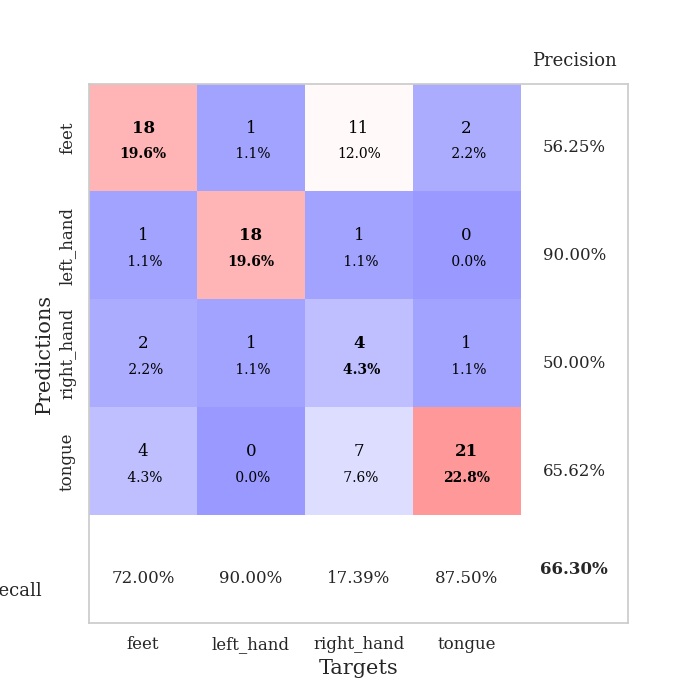 Precision
feet
18 1 11 2
19.6% 1.1% 12.0% 2.2%
56.25%
left_hand
1 18 1 0
1.1% 19.6% 1.1% 0.0%
90.00%
Predictions
right_hand
2 1 4 1
2.2% 1.1% 4.3% 1.1%
50.00%
tongue
4 0 7 21
4.3% 0.0% 7.6% 22.8%
65.62%
ecall
72.00% 90.00% 17.39% 87.50% 66.30%
feet left_hand right_hand tongue
Targets